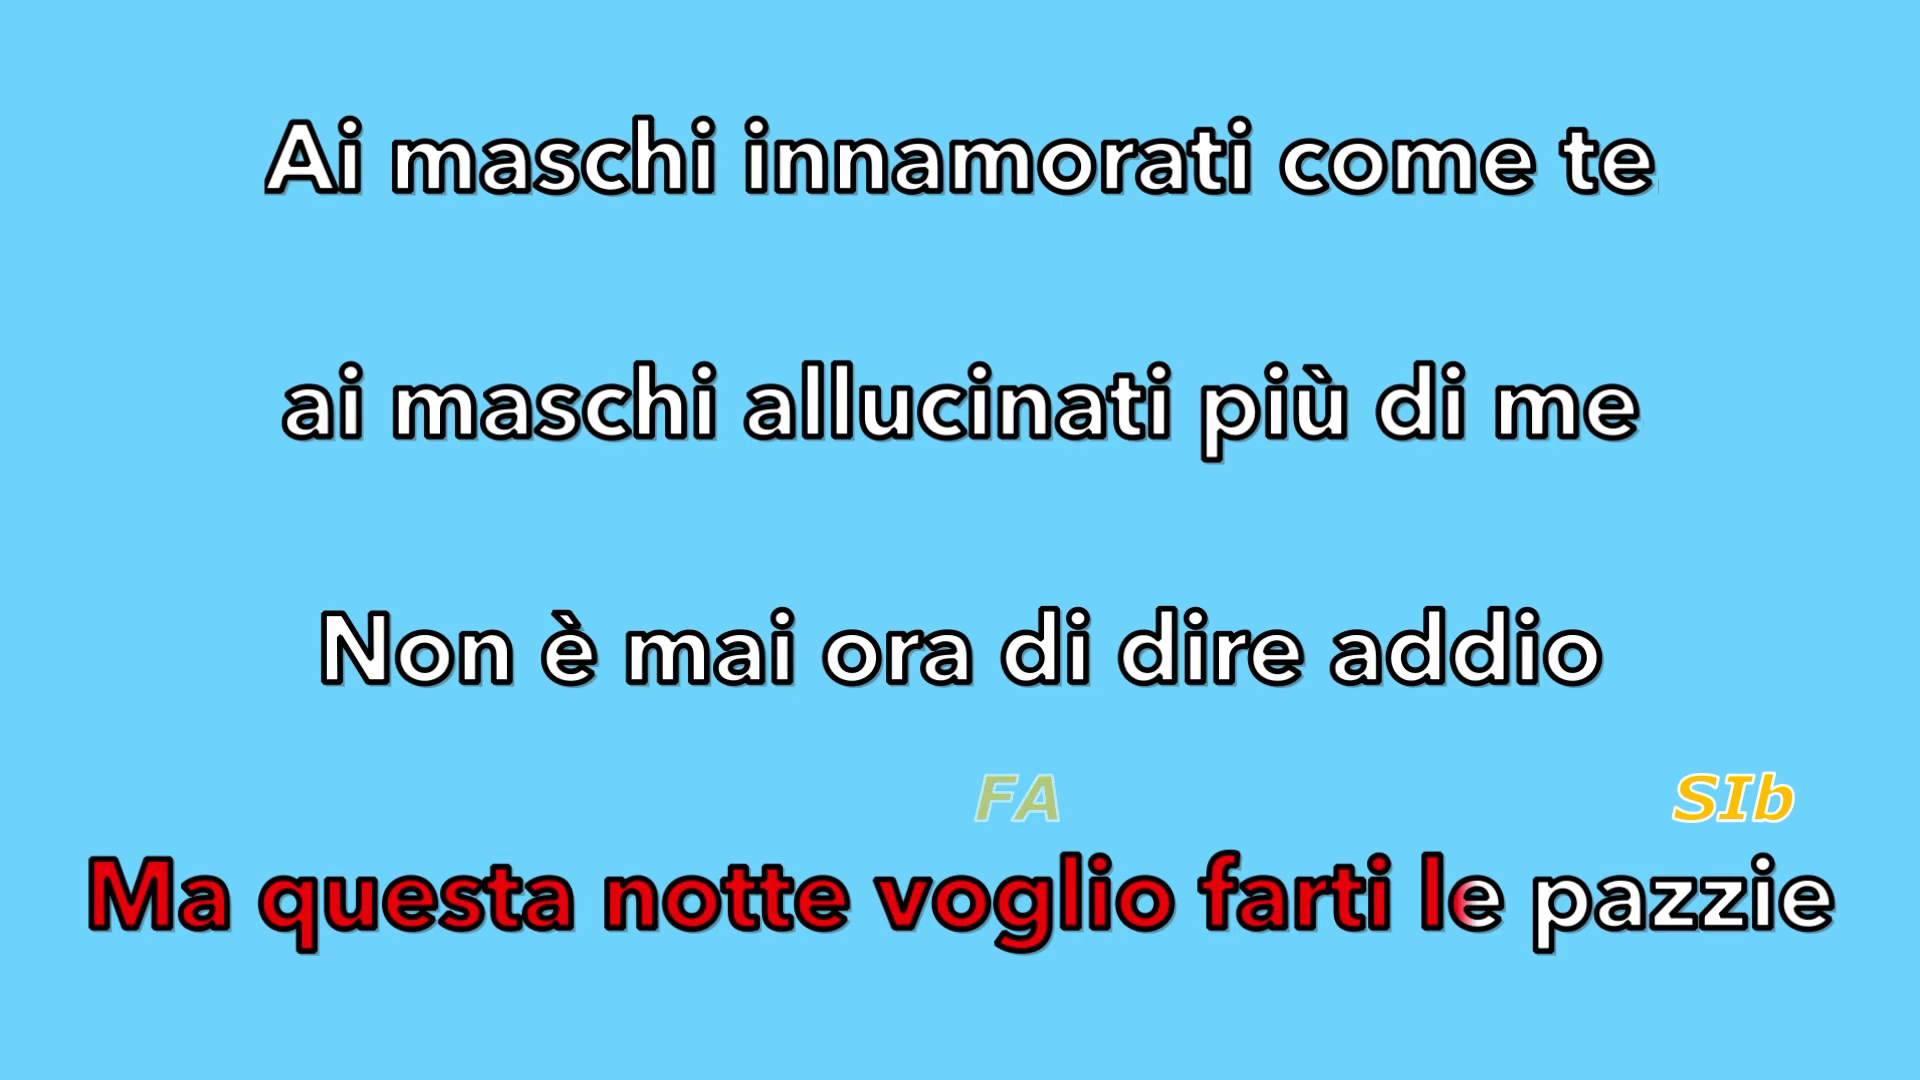 Ai maschi innamorati come te
ai maschi allucinati più di me
Non è mai ora di dire addio
FA SIb
Ma questa notte voglio farti le pazzie